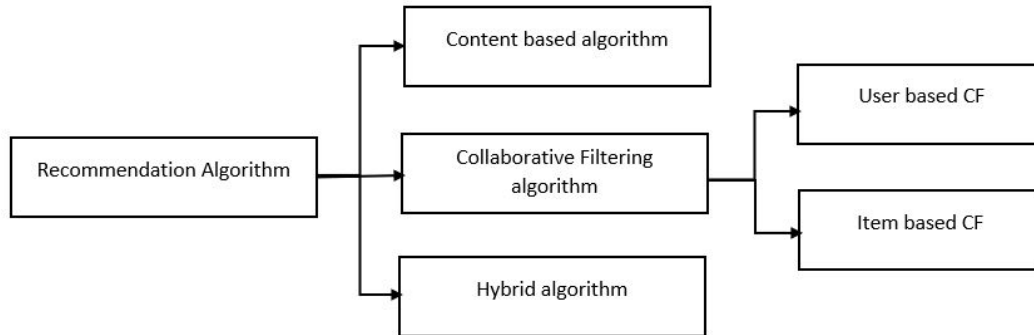 Content based algorithm
User based CF
Recommendation Algorithm
Collaborative Filtering
algorithm
Item based CF
Hybrid algorithm